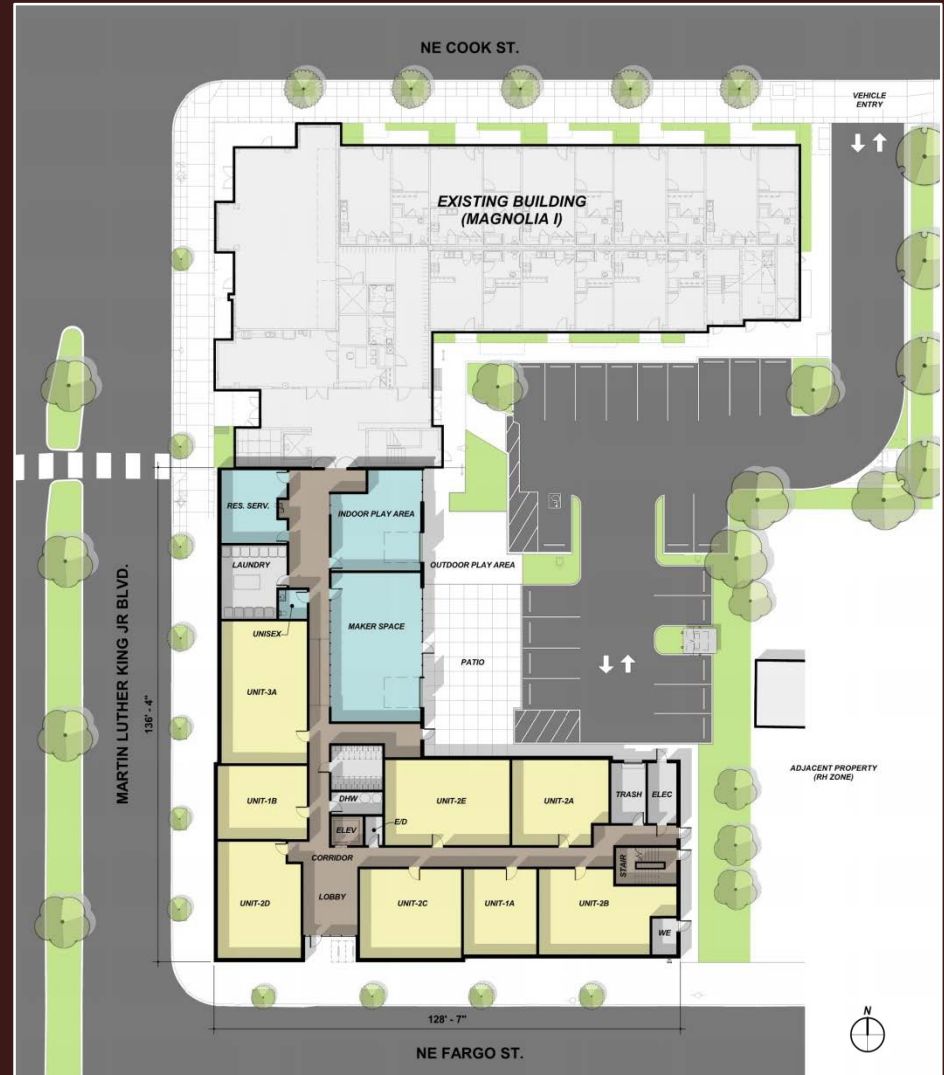 NE COOK ST.
VEHICLE
ENTRY
EXISTING BUILDING
(MAGNOLIA I)
RES. SERV.
INDOOR PLAY AREA
LAUNDRY
OUTDOOR PLAY AREA
UNISEX
MAKER SPACE
PATIO
UNIT-3A
MARTIN LUTHER KING JR BLVD.
136' - 4"
ADJACENT PROPERTY
(RH ZONE)
UNIT-1B
DHW
UNIT-2E
UNIT-2A
TRASH
ELEC
E/D
ELEV
CORRIDOR
STAIR
LOBBY
UNIT-2D
UNIT-2C
UNIT-1A
UNIT-2B
WE
N
128' - 7"
NE FARGO ST.